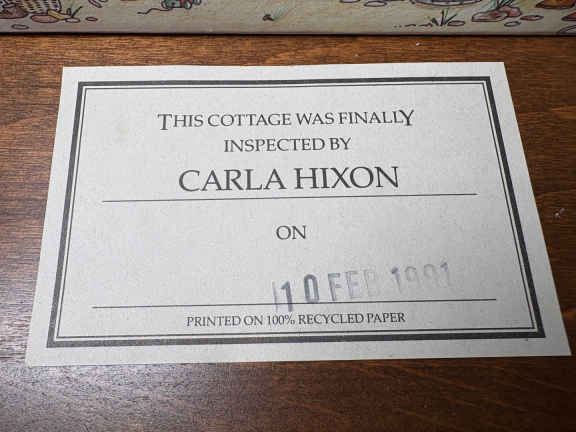 THIS COTTAGE WAS FINALLY
INSPECTED BY
CARLA HIXON
ON
10 FEB 1991
PRINTED ON 100% RECYCLED PAPER